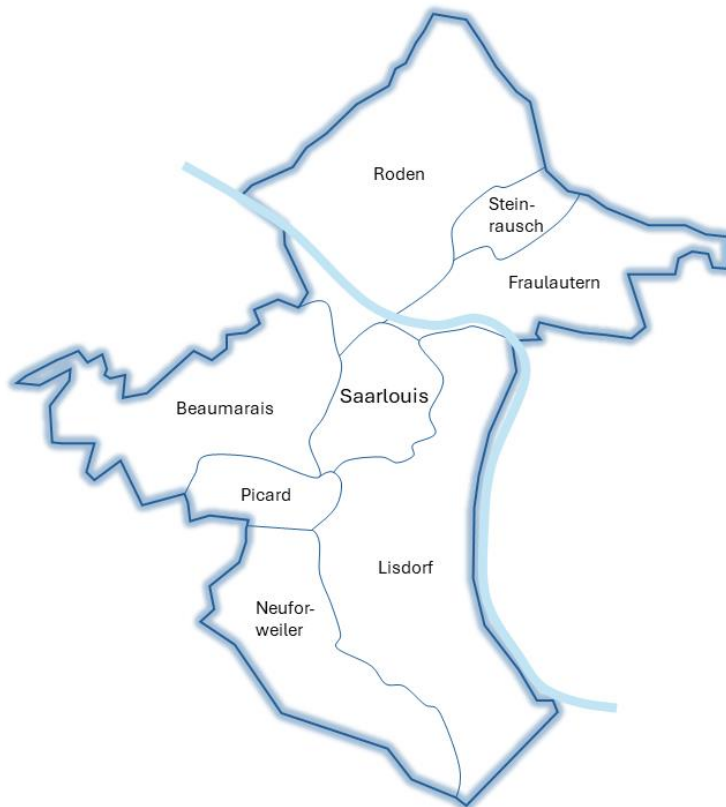 Roden
Stein-
rausch
Fraulautern
Saarlouis
Beaumarais
Picard
Lisdorf
Neufor-
weiler